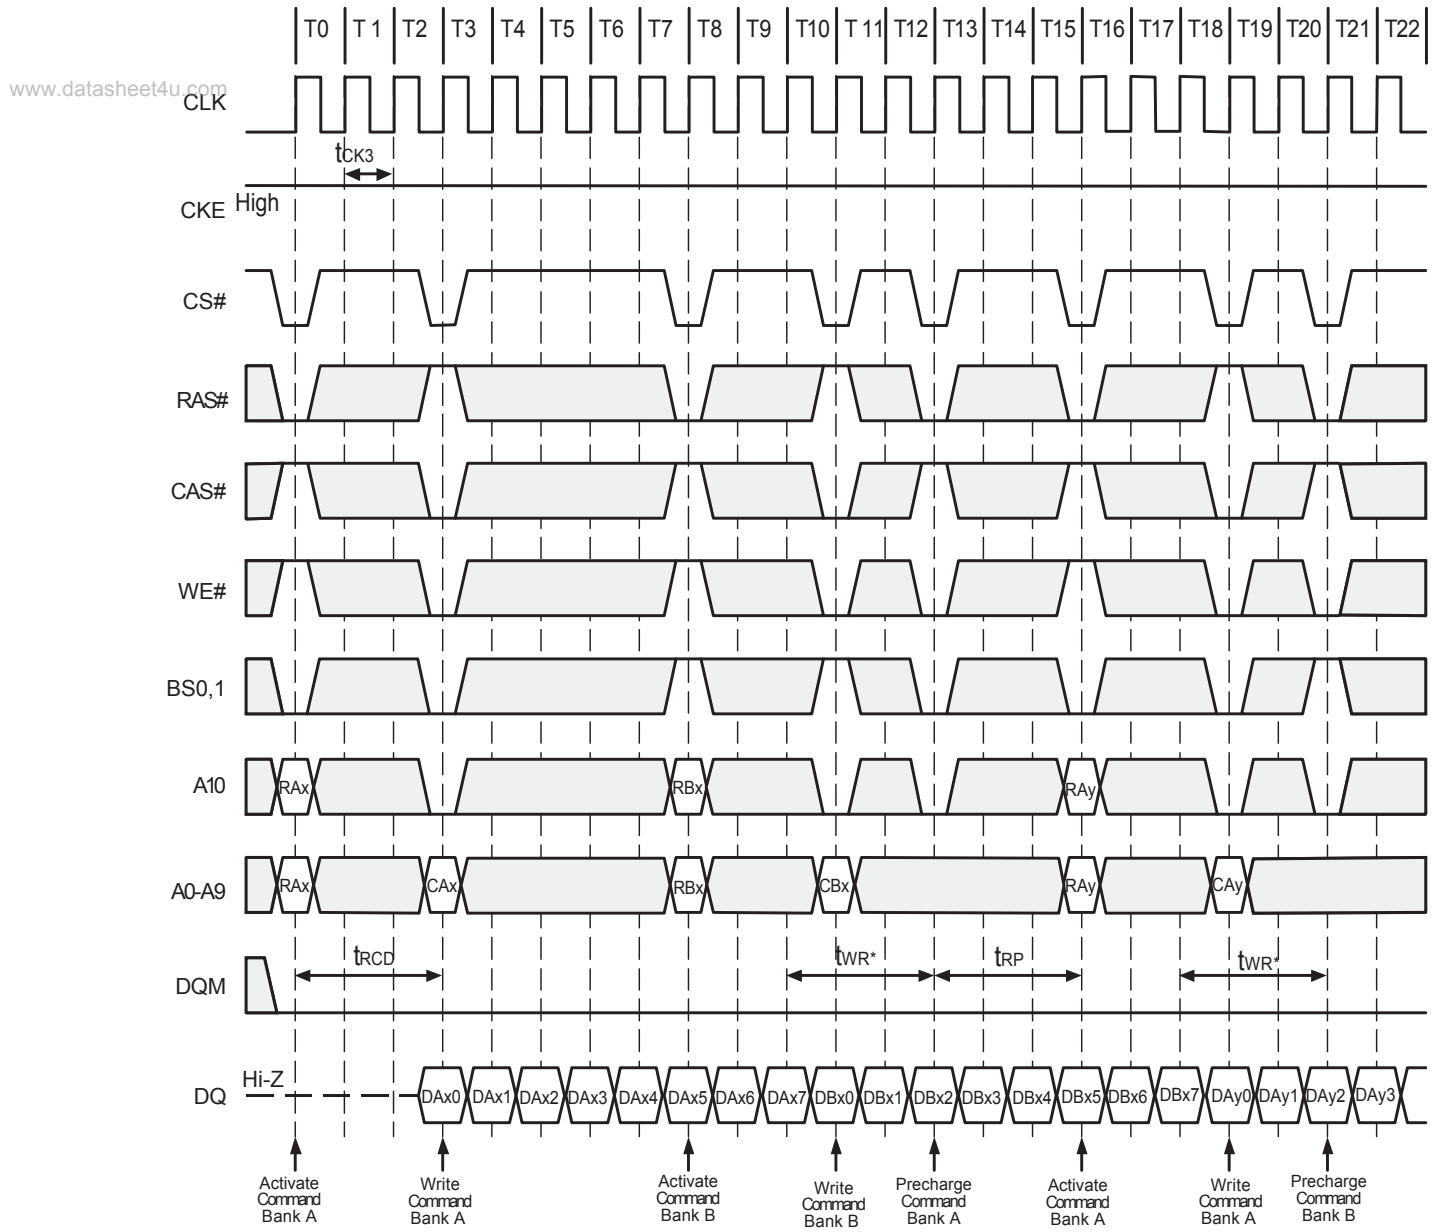 T0 T 1 T2 T3 T4 T5 T6 T7 T8 T9 T10 T 11 T12 T13 T14 T15 T16 T17 T18 T19 T20 T21 T22
www.datasheet4u.com
CLK
tCK3
CKE High
CS#
RAS#
CAS#
WE#
BS0,1
A10 RAx RBx RAy
A0-A9 RAx CAx RBx CBx RAy CAy
tRCD tWR* tRP tWR*
DQM
Hi-Z
DQ DAx0 DAx1 DAx2 DAx3 DAx4 DAx5 DAx6 DAx7 DBx0 DBx1 DBx2 DBx3 DBx4 DBx5 DBx6 DBx7 DAy0 DAy1 DAy2 DAy3
Activate
Command
Bank A
Write
Command
Bank A
Activate
Command
Bank B
Write
Command
Bank B
Precharge
Command
Bank A
Activate
Command
Bank A
Write
Command
Bank A
Precharge
Command
Bank B